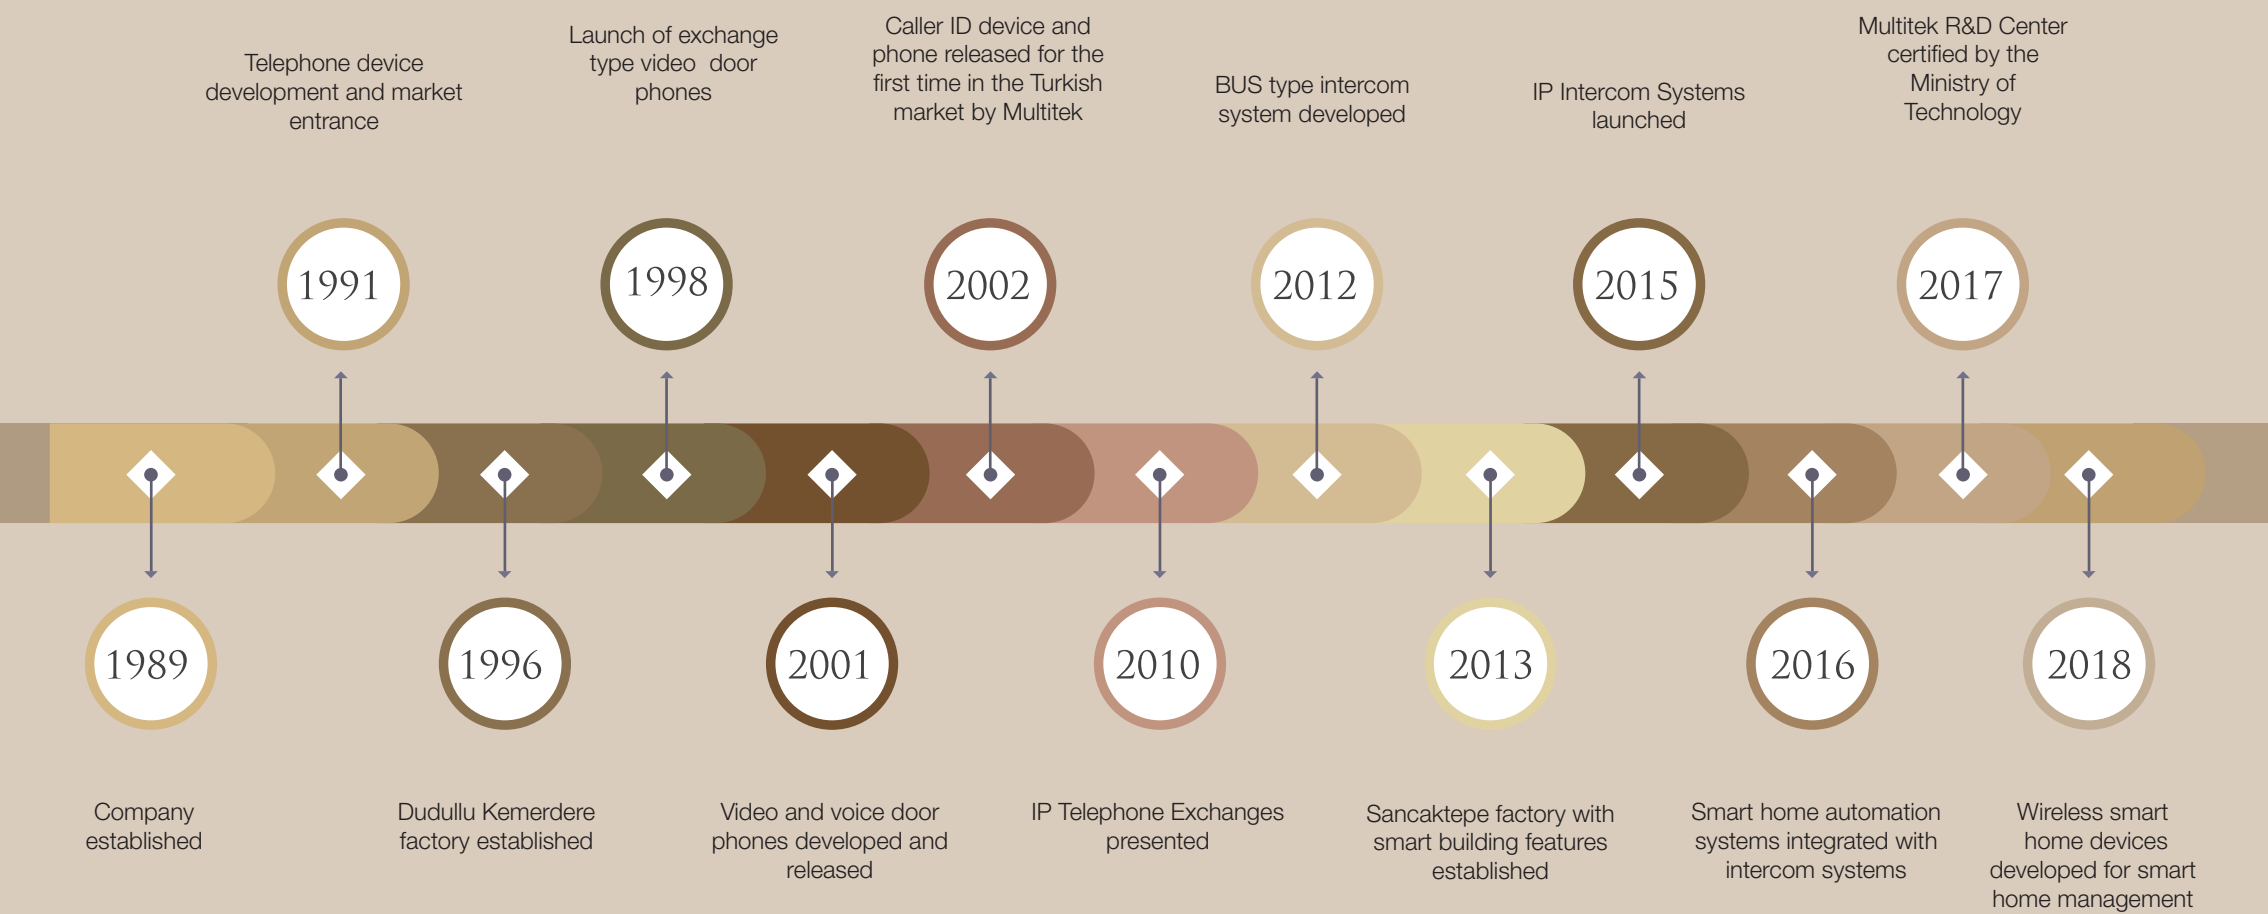 Telephone device
development and market
entrance
Launch of exchange
type video door
phones
Caller ID device and
phone released for the
first time in the Turkish
market by Multitek
BUS type intercom
system developed
IP Intercom Systems
launched
Multitek R&D Center
certified by the
Ministry of
Technology
1991
1998
2002
2012
2015
2017
1989
1996
2001
2010
2013
2016
2018
Company
established
Dudullu Kemerdere
factory established
Video and voice door
phones developed and
released
IP Telephone Exchanges
presented
Sancaktepe factory with
smart building features
established
Smart home automation
systems integrated with
intercom systems
Wireless smart
home devices
developed for smart
home management